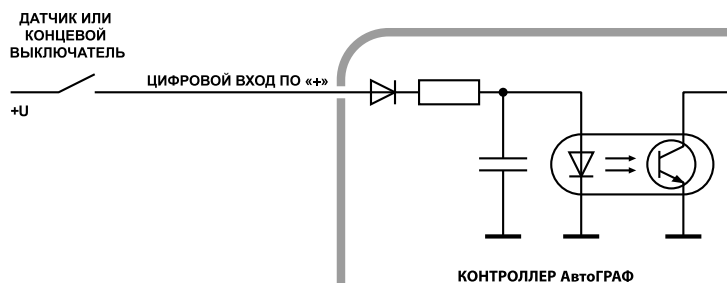 ДАТЧИК ИЛИ
КОНЦЕВОЙ
ВЫКЛЮЧАТЕЛЬ
ЦИФРОВОЙ ВХОД ПО «+»
+U
КОНТРОЛЛЕР АвтоГРАФ